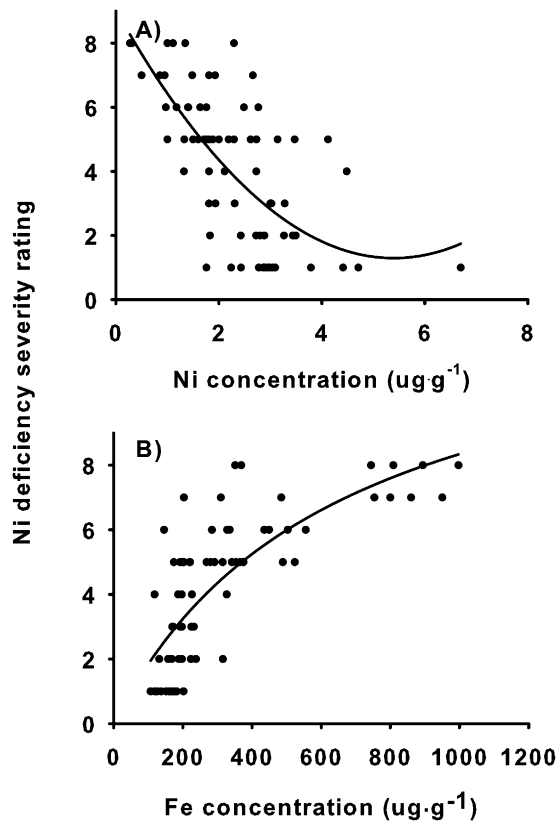 A)
8
6
4
2
0
0 2 4 6 8
Ni concentration (ug·g⁻¹)
Ni deficiency severity rating
B)
8
6
4
2
0
0 200 400 600 800 1000 1200
Fe concentration (ug·g⁻¹)